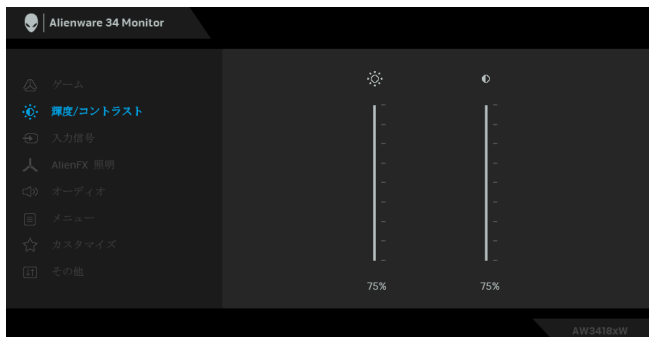 Alienware 34 Monitor
ゲーム
輝度/コントラスト
入力信号
AlienFX 照明
オーディオ
メニュー
カスタマイズ
その他
75%
75%
AW3418xW